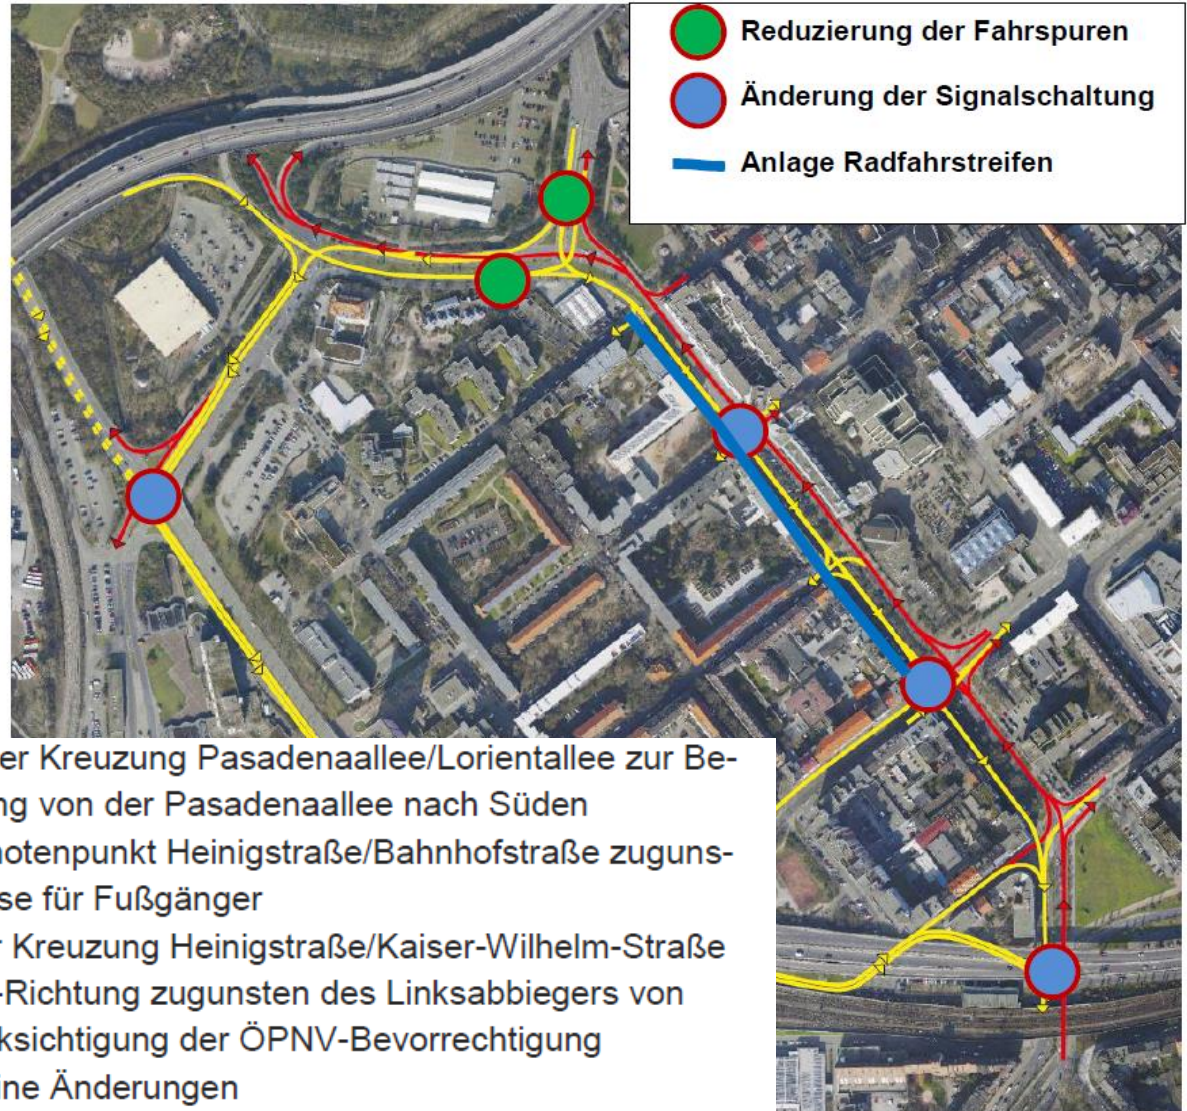 Reduzierung der Fahrspuren
Änderung der Signalschaltung
Anlage Radfahrstreifen
er Kreuzung Pasadenaallee/Lorientallee zur Be-
ng von der Pasadenaallee nach Süden
notenpunkt Heinigstraße/Bahnhofstraße zuguns-
se für Fußgänger
r Kreuzung Heinigstraße/Kaiser-Wilhelm-Straße
-Richtung zugunsten des Linksabbiegers von
ksichtigung der ÖPNV-Bevorrechtigung
ine Änderungen